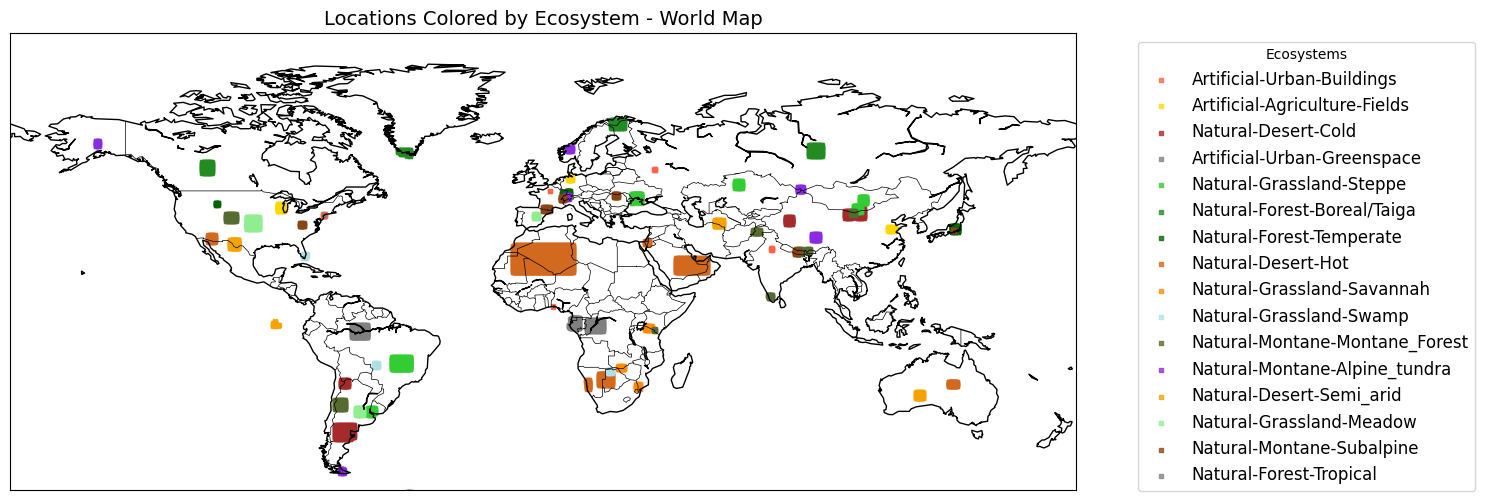 Locations Colored by Ecosystem - World Map
Ecosystems
Artificial-Urban-Buildings
Artificial-Agriculture-Fields
Natural-Desert-Cold
Artificial-Urban-Greenspace
Natural-Grassland-Steppe
Natural-Forest-Boreal/Taiga
Natural-Forest-Temperate
Natural-Desert-Hot
Natural-Grassland-Savannah
Natural-Grassland-Swamp
Natural-Montane-Montane_Forest
Natural-Montane-Alpine_tundra
Natural-Desert-Semi_arid
Natural-Grassland-Meadow
Natural-Montane-Subalpine
Natural-Forest-Tropical